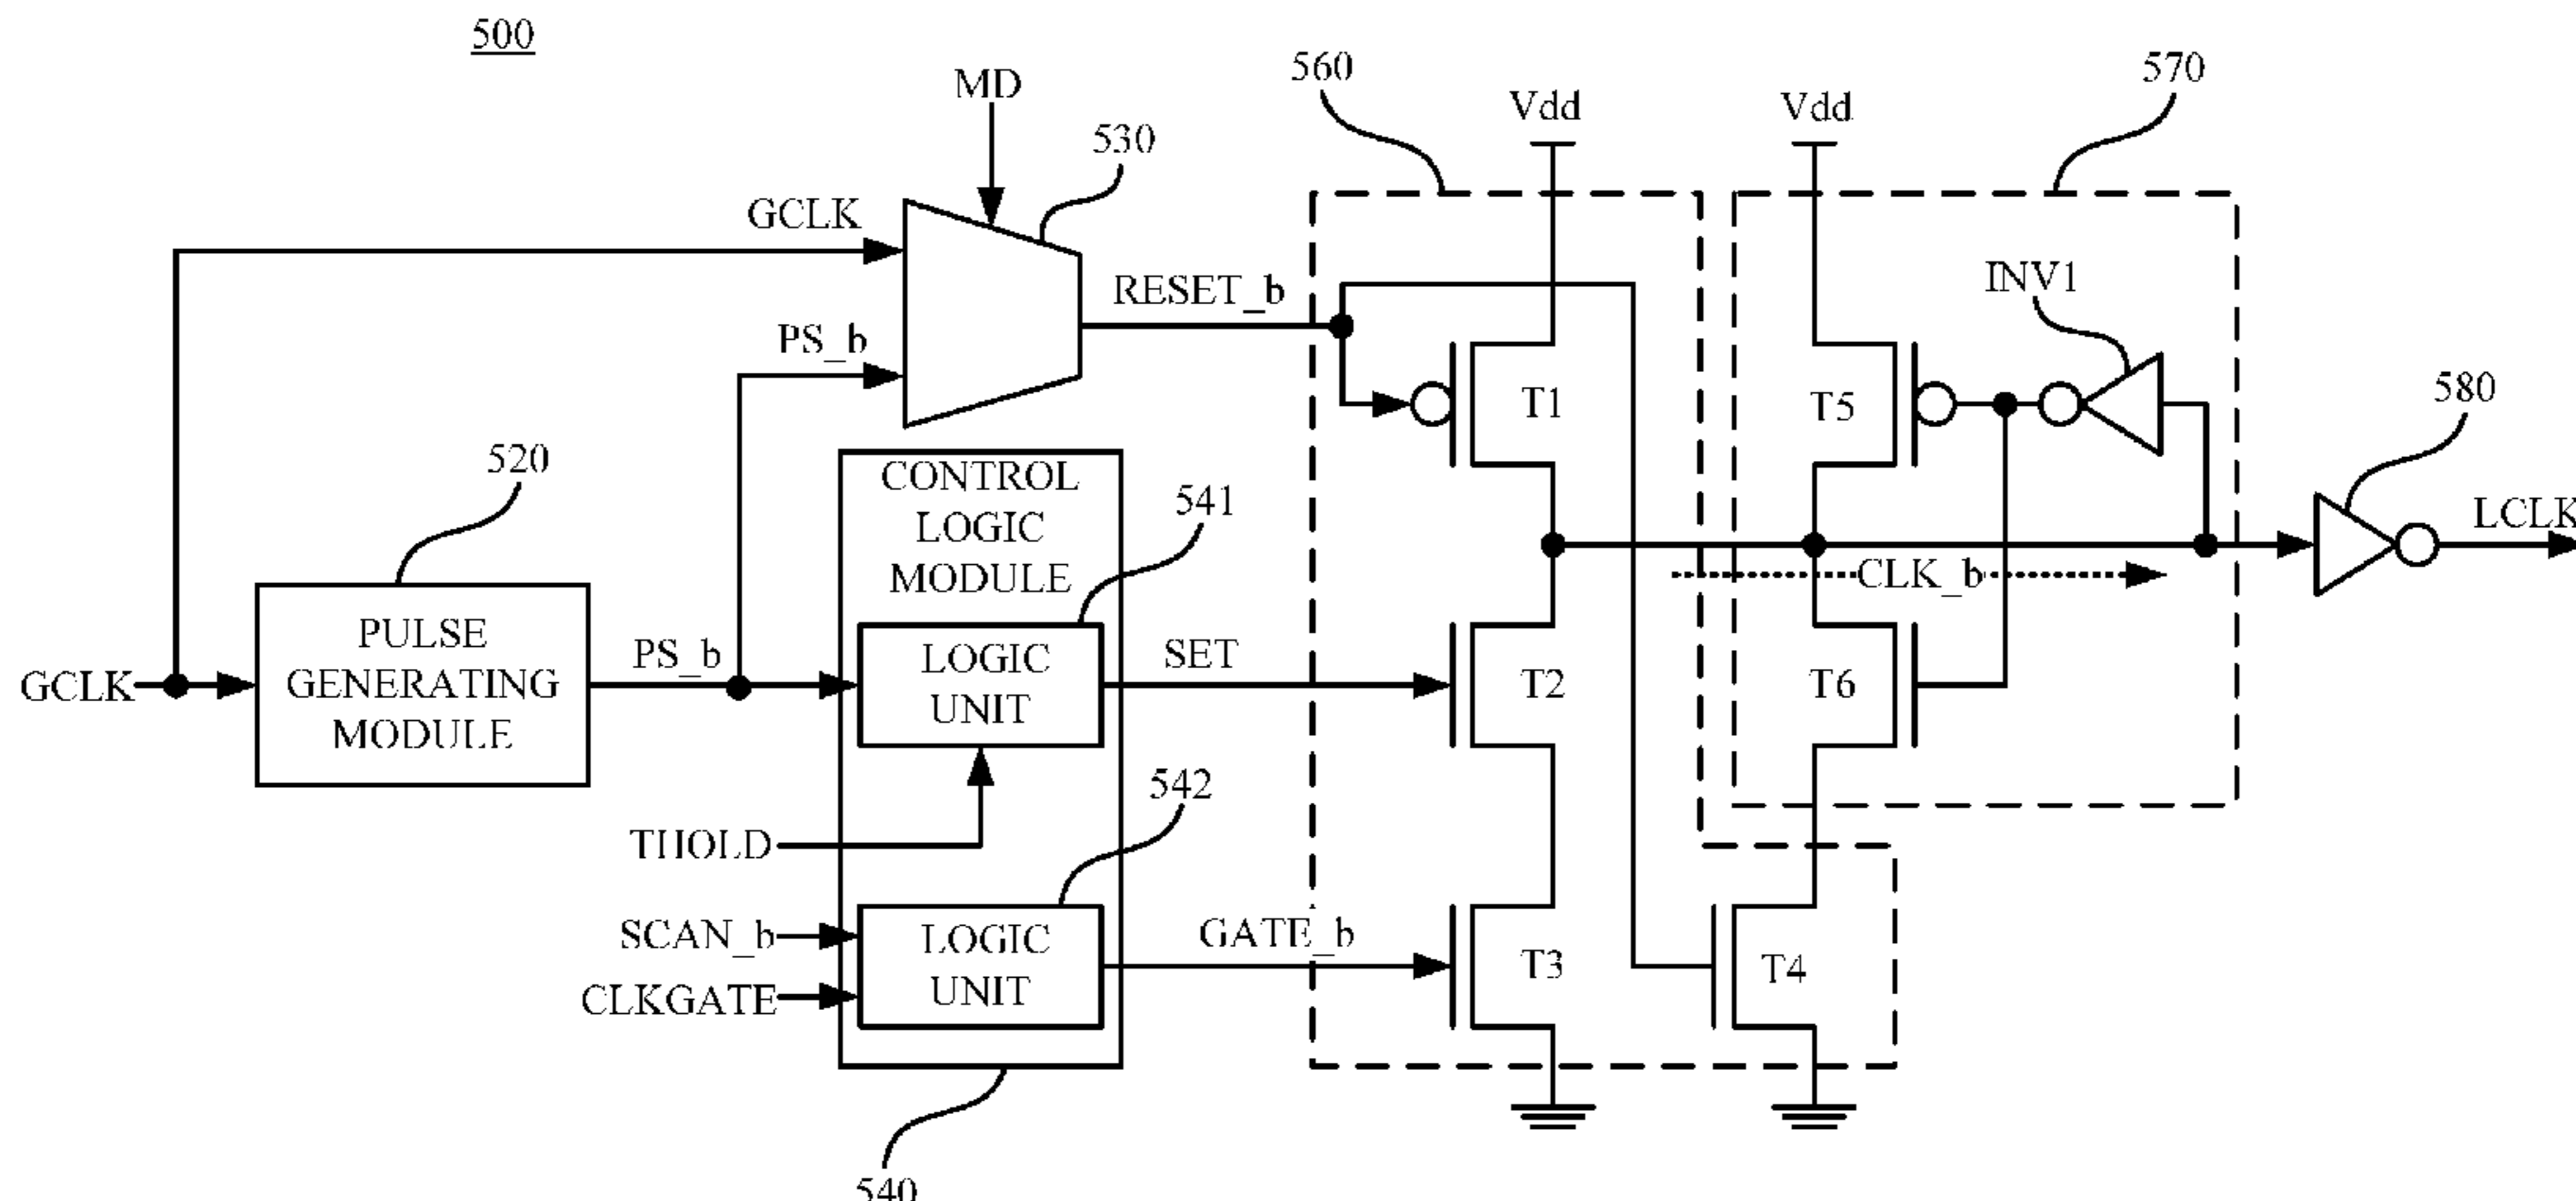 500
MD
530
GCLK
PS_b
RESET_b
560
Vdd
Vdd
570
INV1
T1
T5
580
520
CONTROL
LOGIC
MODULE
541
LCLK
CLK_b
GCLK
PULSE
GENERATING
MODULE
PS_b
LOGIC
UNIT
SET
T2
T6
THOLD
542
SCAN_b
CLKGATE
LOGIC
UNIT
GATE_b
T3
T4
540